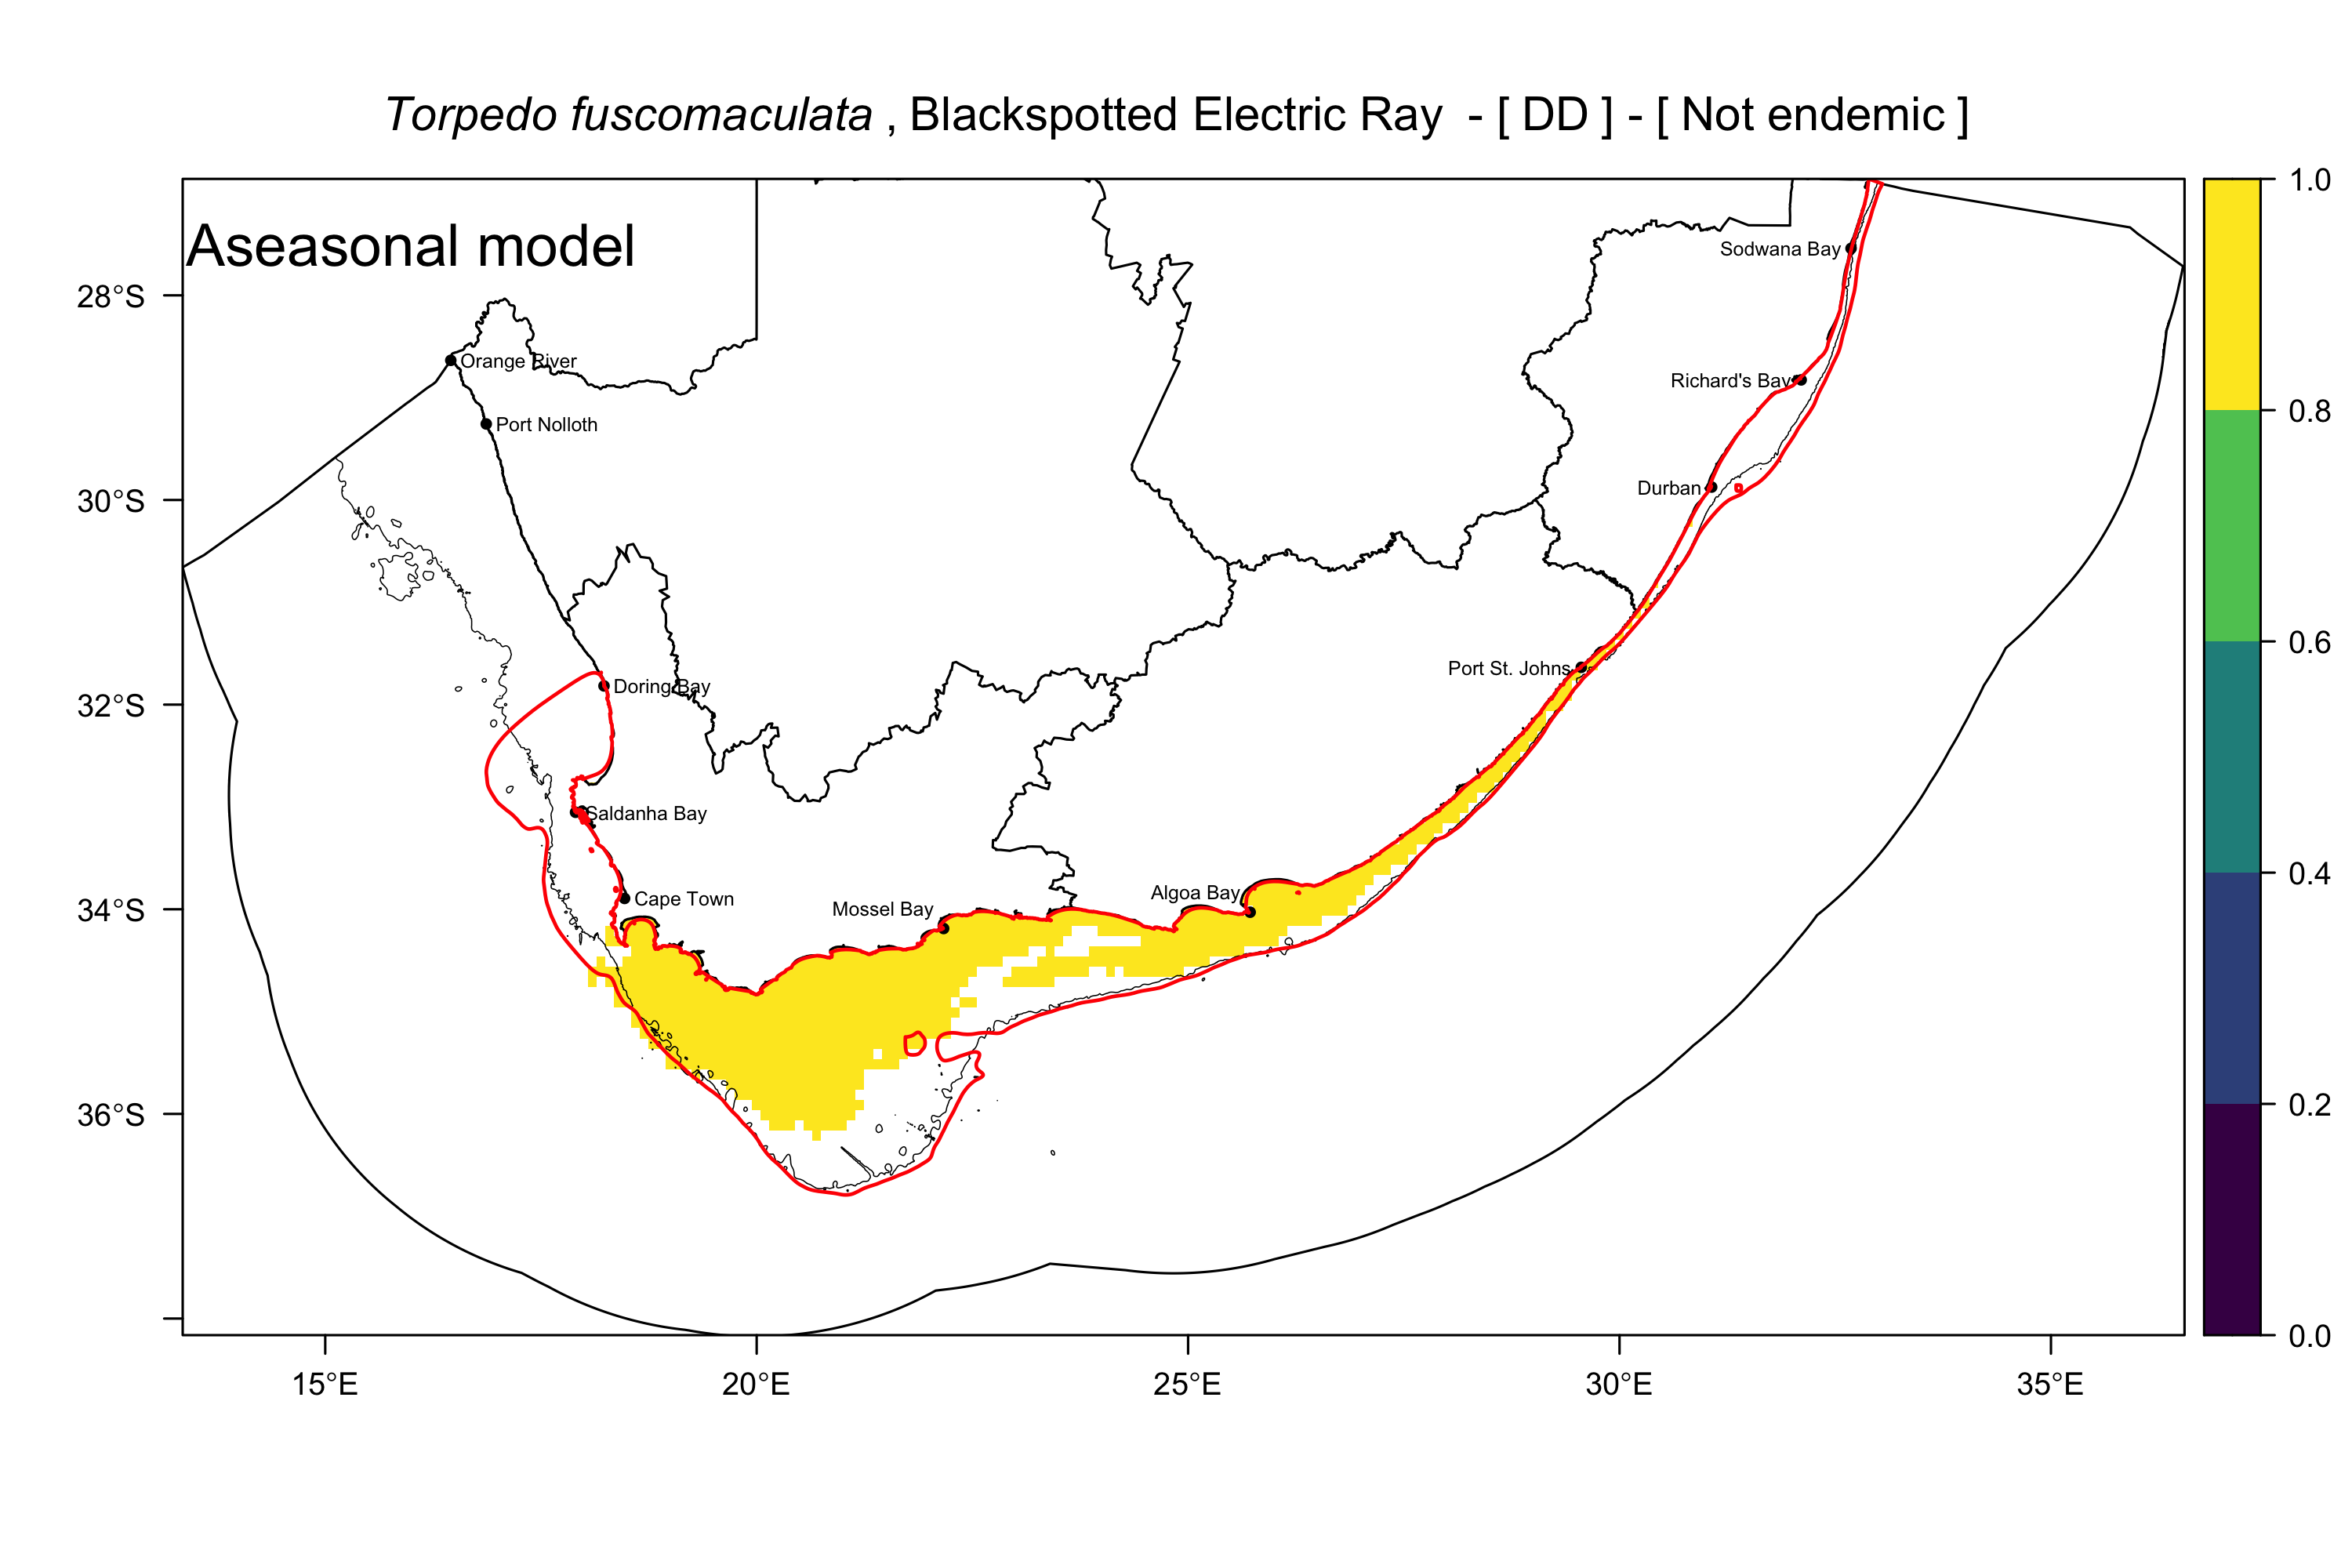 Torpedo fuscomaculata , Blackspotted Electric Ray - [ DD ] - [ Not endemic ]
Aseasonal model
Sodwana Bay
Richard's Bay
Durban
Port St. Johns
Algoa Bay
Mossel Bay
Cape Town
Saldanha Bay
Doring Bay
Port Nolloth
Orange River
28°S
30°S
32°S
34°S
36°S
15°E
20°E
25°E
30°E
35°E
1.0
0.8
0.6
0.4
0.2
0.0